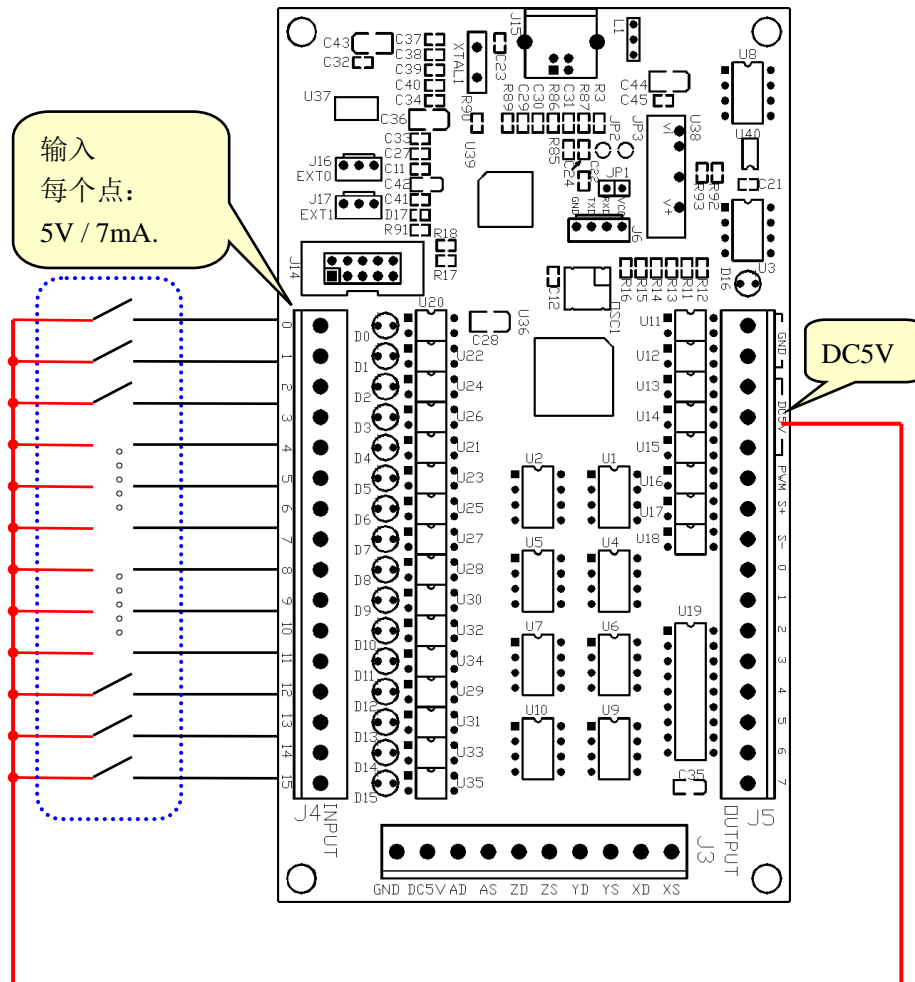 输入
每个点:
5V / 7mA.
DC5V
C43
C32
C37
C38
C39
C40
C34
U37
C36
C33
C27
C11
C42
C41
D17
R91
J16
EXT0
J17
EXT1
R18
R17
J14
XTAL1
C23
R90
U39
J15
R89
C29
C30
R86
C31
R87
R3
L1
C44
C45
U8
U38
JP3
JP2
V-
V+
R85
C24
C22
JP1
GND
TXD
RXD
VCC
J6
U40
C21
R93
R92
U3
D16
C12
OSC1
R16
R15
R14
R13
R11
R12
U20
U36
C28
0
1
2
3
4
5
6
7
8
9
10
11
12
13
14
15
D0
D1
D2
D3
D4
D5
D6
D7
D8
D9
D10
D11
D12
D13
D14
D15
U22
U24
U26
U21
U23
U25
U27
U28
U30
U32
U34
U29
U31
U33
U35
U11
U12
U13
U14
U15
U16
U17
U18
U2
U1
U5
U4
U7
U6
U10
U9
U19
C35
GND
DC5V
PWM
S+
S-
0
1
2
3
4
5
6
7
J4
INPUT
OUTPUT
J5
J3
GND DC5V AD AS ZD ZS YD YS XD XS